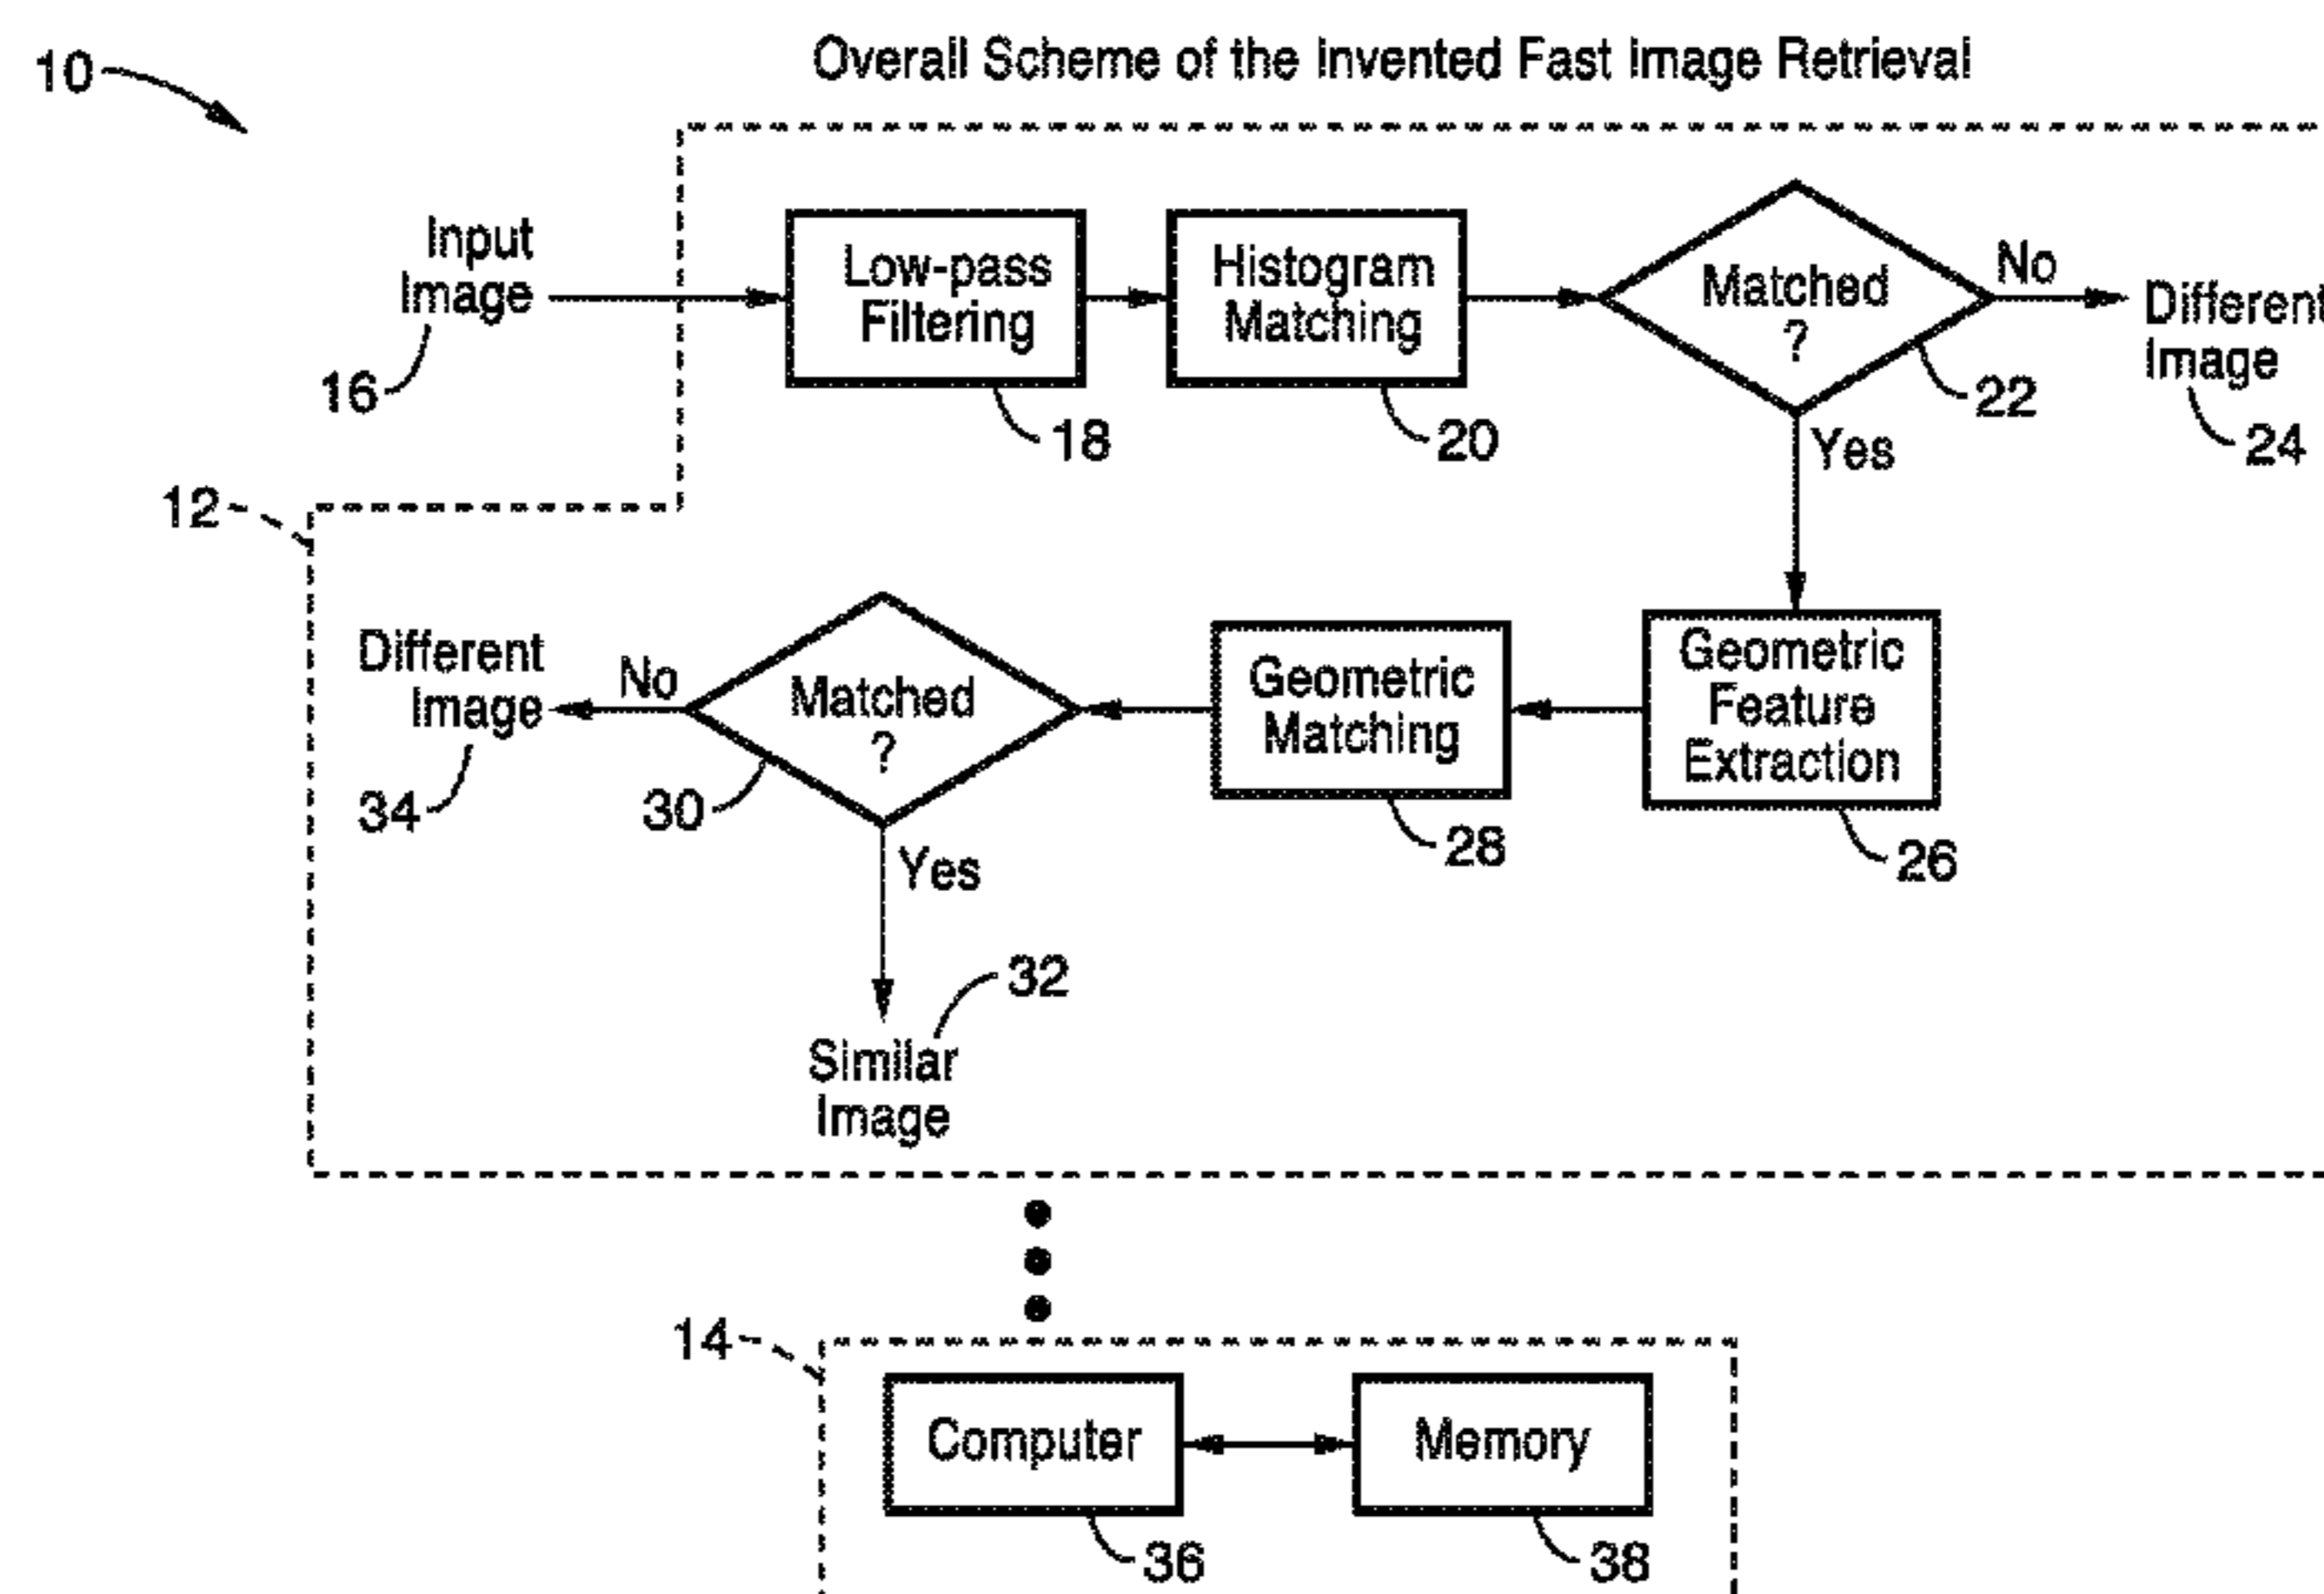 Overall Scheme of the Invented Fast Image Retrieval
10
Input
Image
16
Low-pass
Filtering
18
Histogram
Matching
20
Matched
?
22
No
Different
Image
24
Yes
12
Geometric
Feature
Extraction
26
Geometric
Matching
28
Matched
?
30
No
Different
Image
34
Yes
32
Similar
Image
14
Computer
36
Memory
38